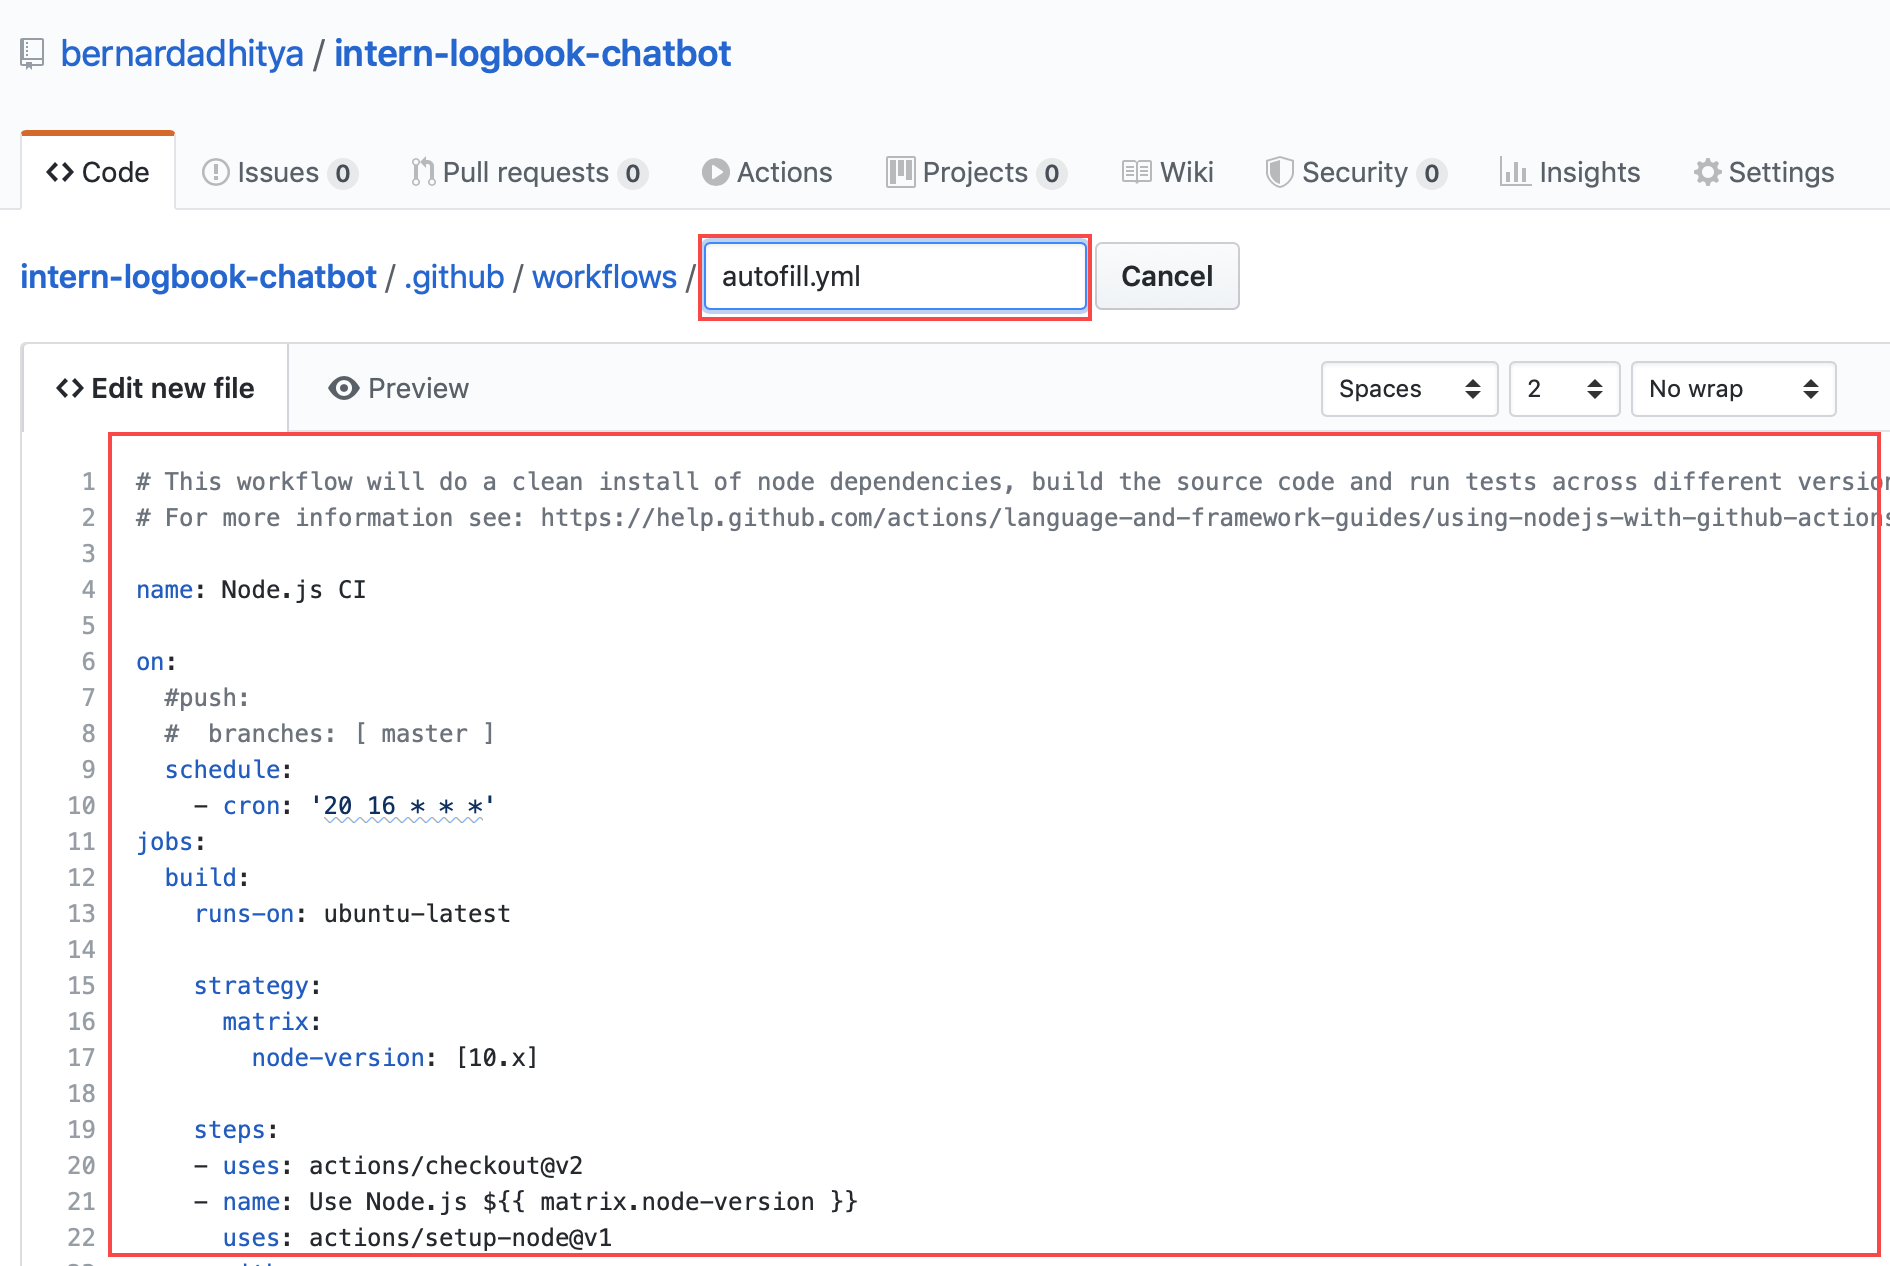 bernardadhitya / intern-logbook-chatbot
Code Issues 0 Pull requests 0 Actions Projects 0 Wiki Security 0 Insights Settings
intern-logbook-chatbot / .github / workflows / autofill.yml Cancel
Edit new file Preview Spaces 2 No wrap
1 # This workflow will do a clean install of node dependencies, build the source code and run tests across different
2 # For more information see: https://help.github.com/actions/language-and-framework-guides/using-nodejs-with-github-actions
3
4 name: Node.js CI
5
6 on:
7 #push:
8 #  branches: [ master ]
9 schedule:
10 - cron: '20 16 * * *'
11 jobs:
12 build:
13 runs-on: ubuntu-latest
14
15 strategy:
16 matrix:
17 node-version: [10.x]
18
19 steps:
20 - uses: actions/checkout@v2
21 - name: Use Node.js ${{ matrix.node-version }}
22 uses: actions/setup-node@v1